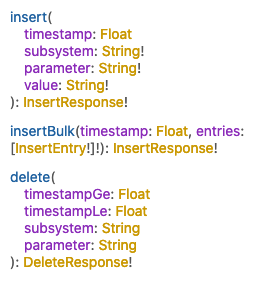 insert(
timestamp: Float
subsystem: String!
parameter: String!
value: String!
): InsertResponse!
insertBulk(timestamp: Float, entries:
[InsertEntry!]!): InsertResponse!
delete(
timestampGe: Float
timestampLe: Float
subsystem: String
parameter: String
): DeleteResponse!